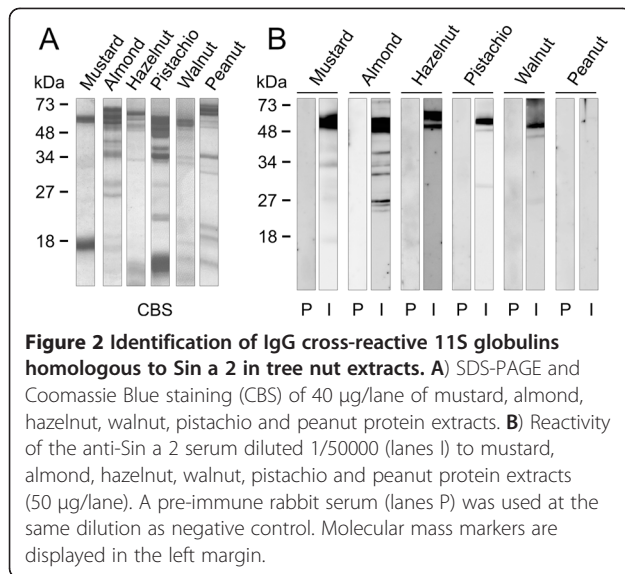 A
B
kDa
Mustard
Almond
Hazelnut
Pistachio
Walnut
Peanut
73
48
34
27
18
CBS
kDa
Mustard
Almond
Hazelnut
Pistachio
Walnut
Peanut
73
48
34
27
18
P I P I P I P I P I P I
Figure 2 Identification of IgG cross-reactive 11S globulins
homologous to Sin a 2 in tree nut extracts. A) SDS-PAGE and
Coomassie Blue staining (CBS) of 40 μg/lane of mustard, almond,
hazelnut, walnut, pistachio and peanut protein extracts. B) Reactivity
of the anti-Sin a 2 serum diluted 1/50000 (lanes I) to mustard,
almond, hazelnut, walnut, pistachio and peanut protein extracts
(50 μg/lane). A pre-immune rabbit serum (lanes P) was used at the
same dilution as negative control. Molecular mass markers are
displayed in the left margin.